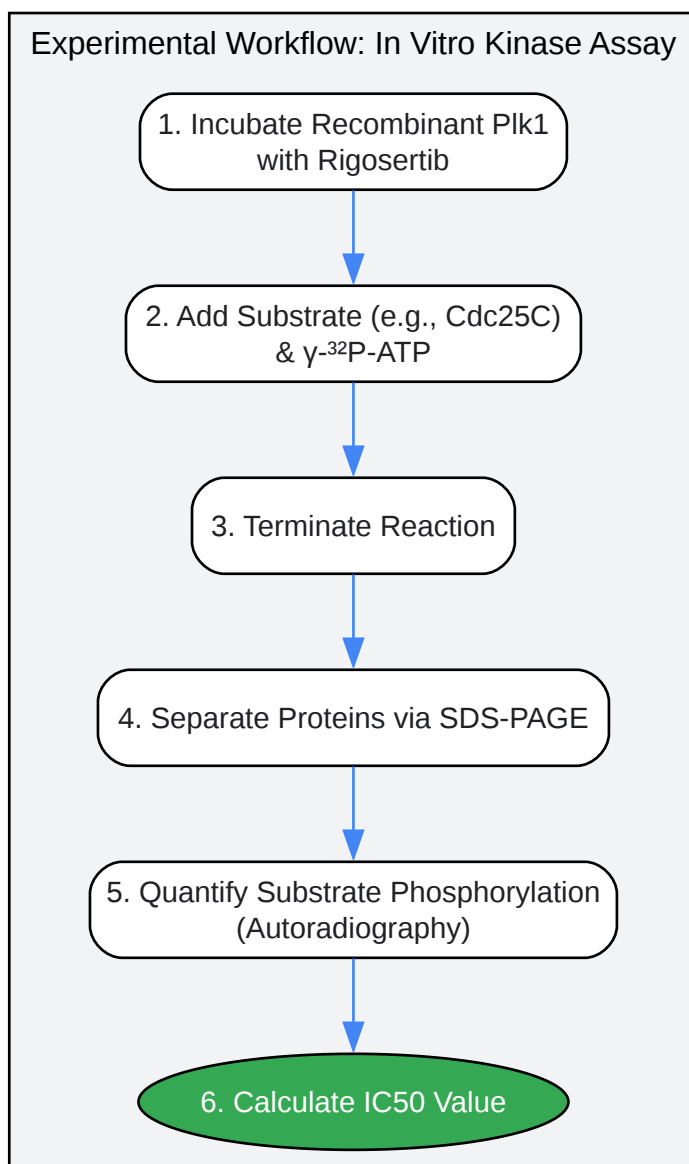 Experimental Workflow: In Vitro Kinase Assay
1. Incubate Recombinant Plk1
with Rigosertib
2. Add Substrate (e.g., Cdc25C)
& γ-³²P-ATP
3. Terminate Reaction
4. Separate Proteins via SDS-PAGE
5. Quantify Substrate Phosphorylation
(Autoradiography)
6. Calculate IC50 Value